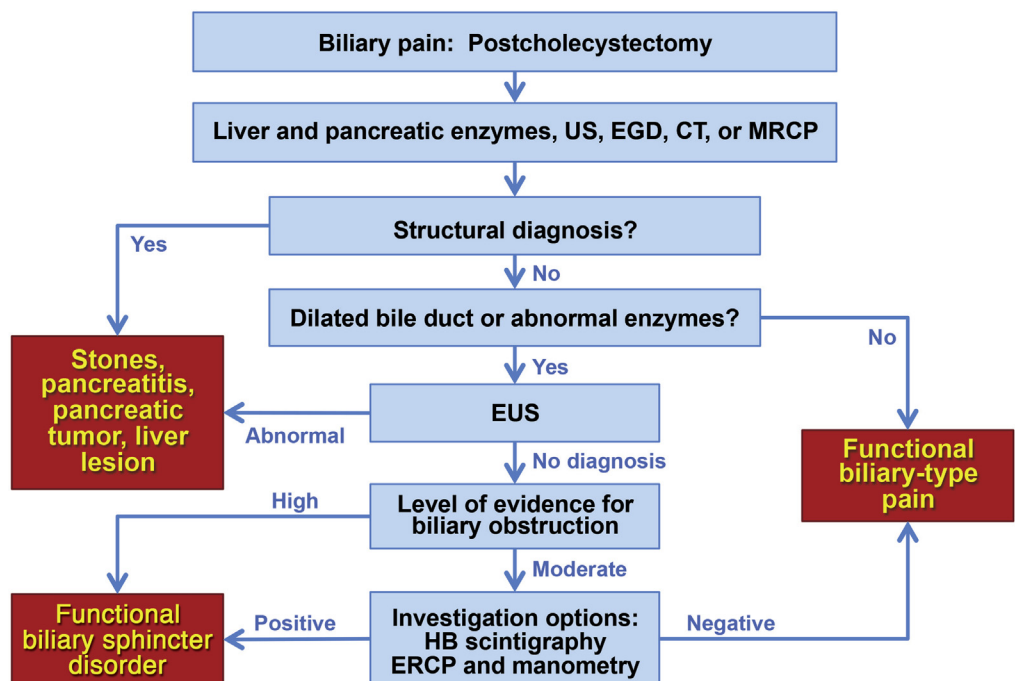 Biliary pain: Postcholecystectomy
Liver and pancreatic enzymes, US, EGD, CT, or MRCP
Structural diagnosis?
Yes
No
Dilated bile duct or abnormal enzymes?
No
Yes
Stones,
pancreatitis,
pancreatic
tumor, liver
lesion
EUS
Abnormal
No diagnosis
Functional
biliary-type
pain
High
Level of evidence for
biliary obstruction
Moderate
Functional
biliary sphincter
disorder
Positive
Investigation options:
HB scintigraphy
ERCP and manometry
Negative